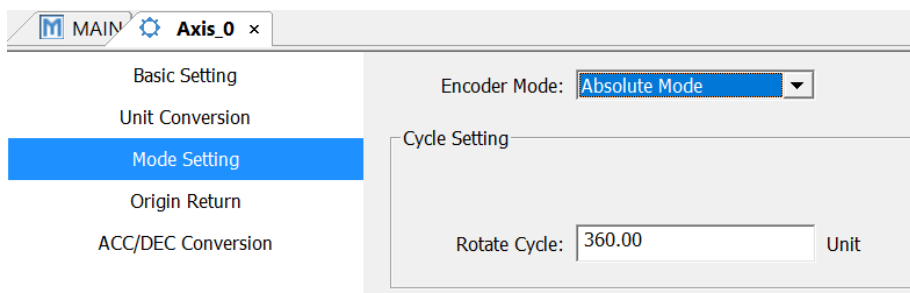 MAIN Axis_0 ×
Basic Setting
Encoder Mode: Absolute Mode
Unit Conversion
Cycle Setting
Mode Setting
Origin Return
Rotate Cycle: 360.00 Unit
ACC/DEC Conversion